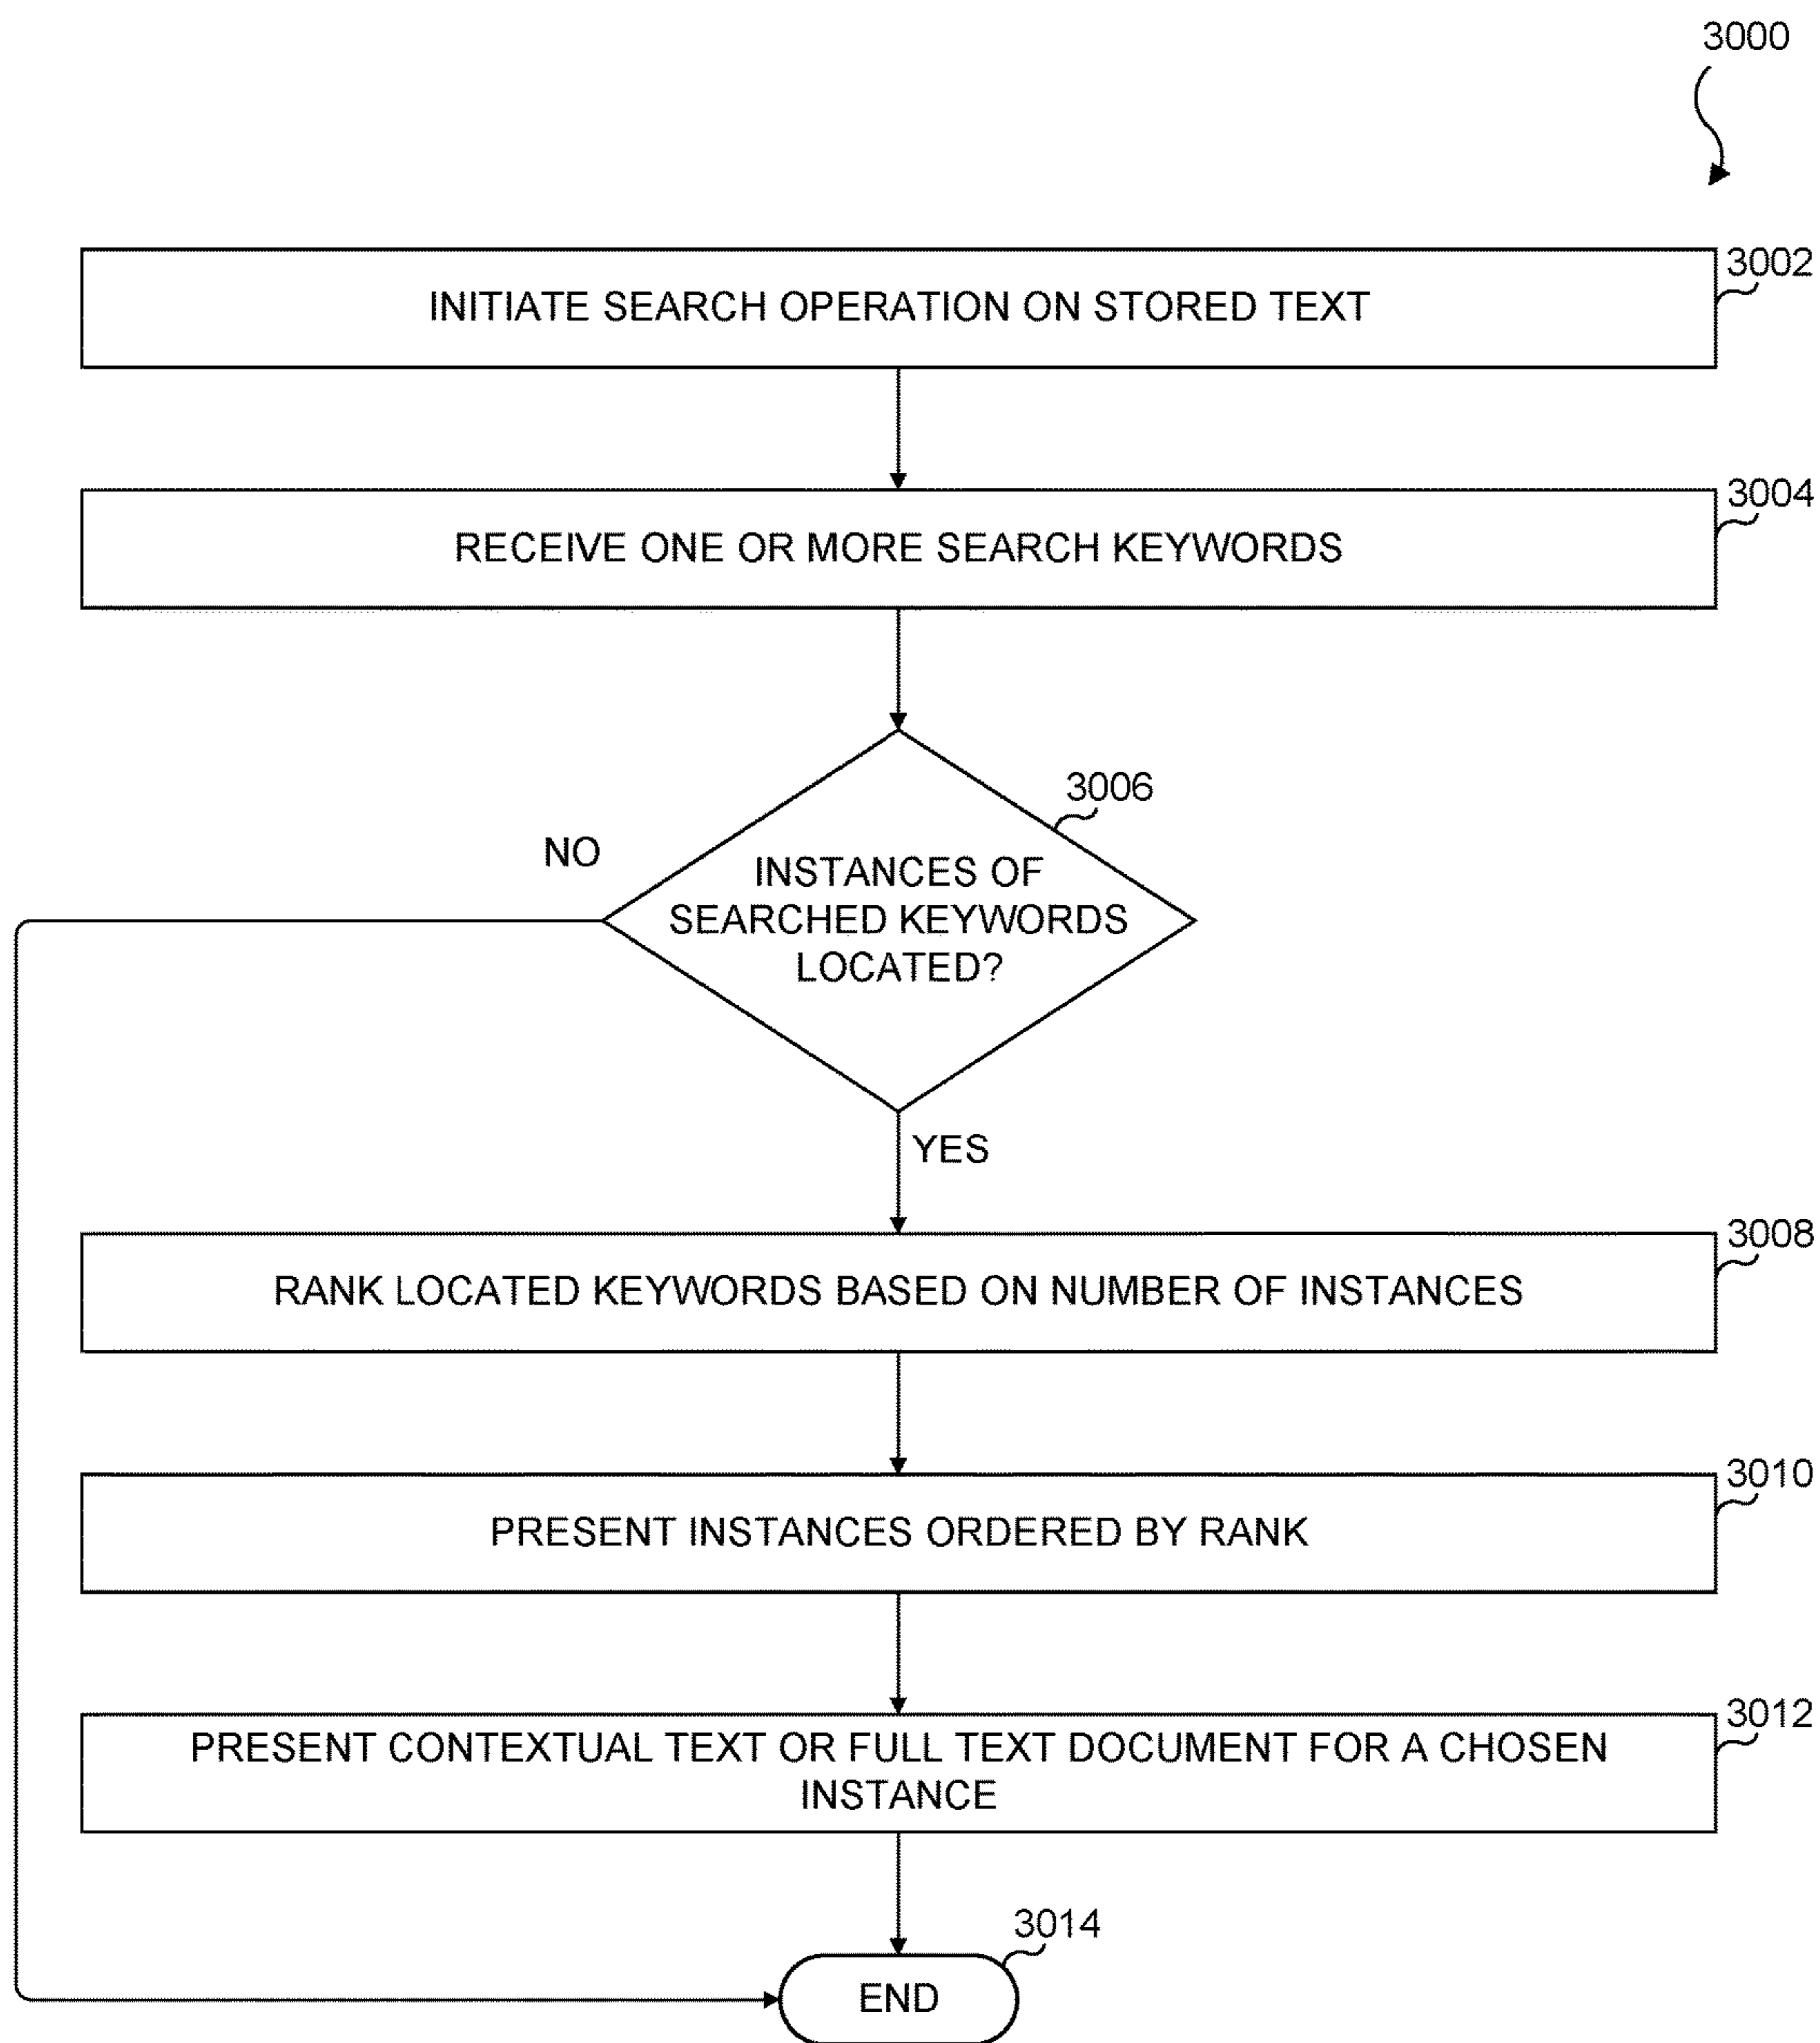 3000
3002
INITIATE SEARCH OPERATION ON STORED TEXT
3004
RECEIVE ONE OR MORE SEARCH KEYWORDS
3006
NO
INSTANCES OF
SEARCHED KEYWORDS
LOCATED?
YES
3008
RANK LOCATED KEYWORDS BASED ON NUMBER OF INSTANCES
3010
PRESENT INSTANCES ORDERED BY RANK
3012
PRESENT CONTEXTUAL TEXT OR FULL TEXT DOCUMENT FOR A CHOSEN
INSTANCE
3014
END